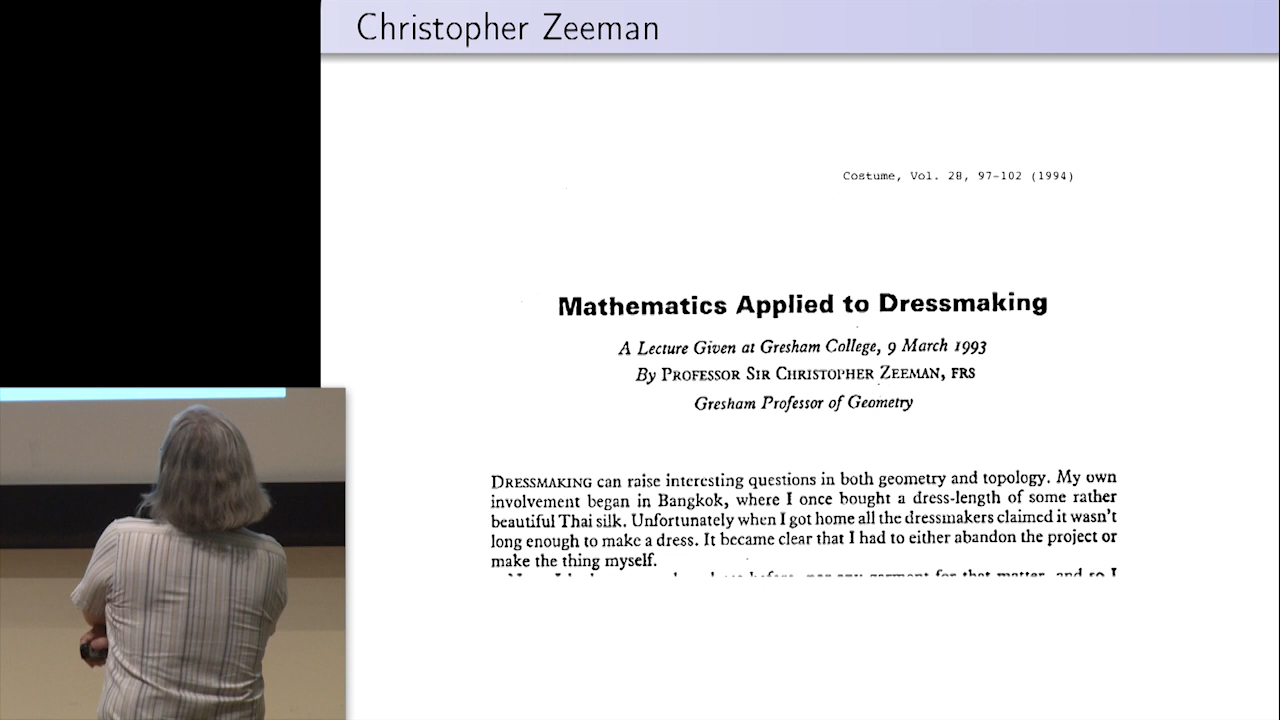 Christopher Zeeman
Costume, Vol. 28, 97-102 (1994)
Mathematics Applied to Dressmaking
A Lecture Given at Gresham College, 9 March 1993
By PROFESSOR SIR CHRISTOPHER ZEEMAN, FRS
Gresham Professor of Geometry
DRESSMAKING can raise interesting questions in both geometry and topology. My own
involvement began in Bangkok, where I once bought a dress-length of some rather
beautiful Thai silk. Unfortunately when I got home all the dressmakers claimed it wasn't
long enough to make a dress. It became clear that I had to either abandon the project or
make the thing myself.